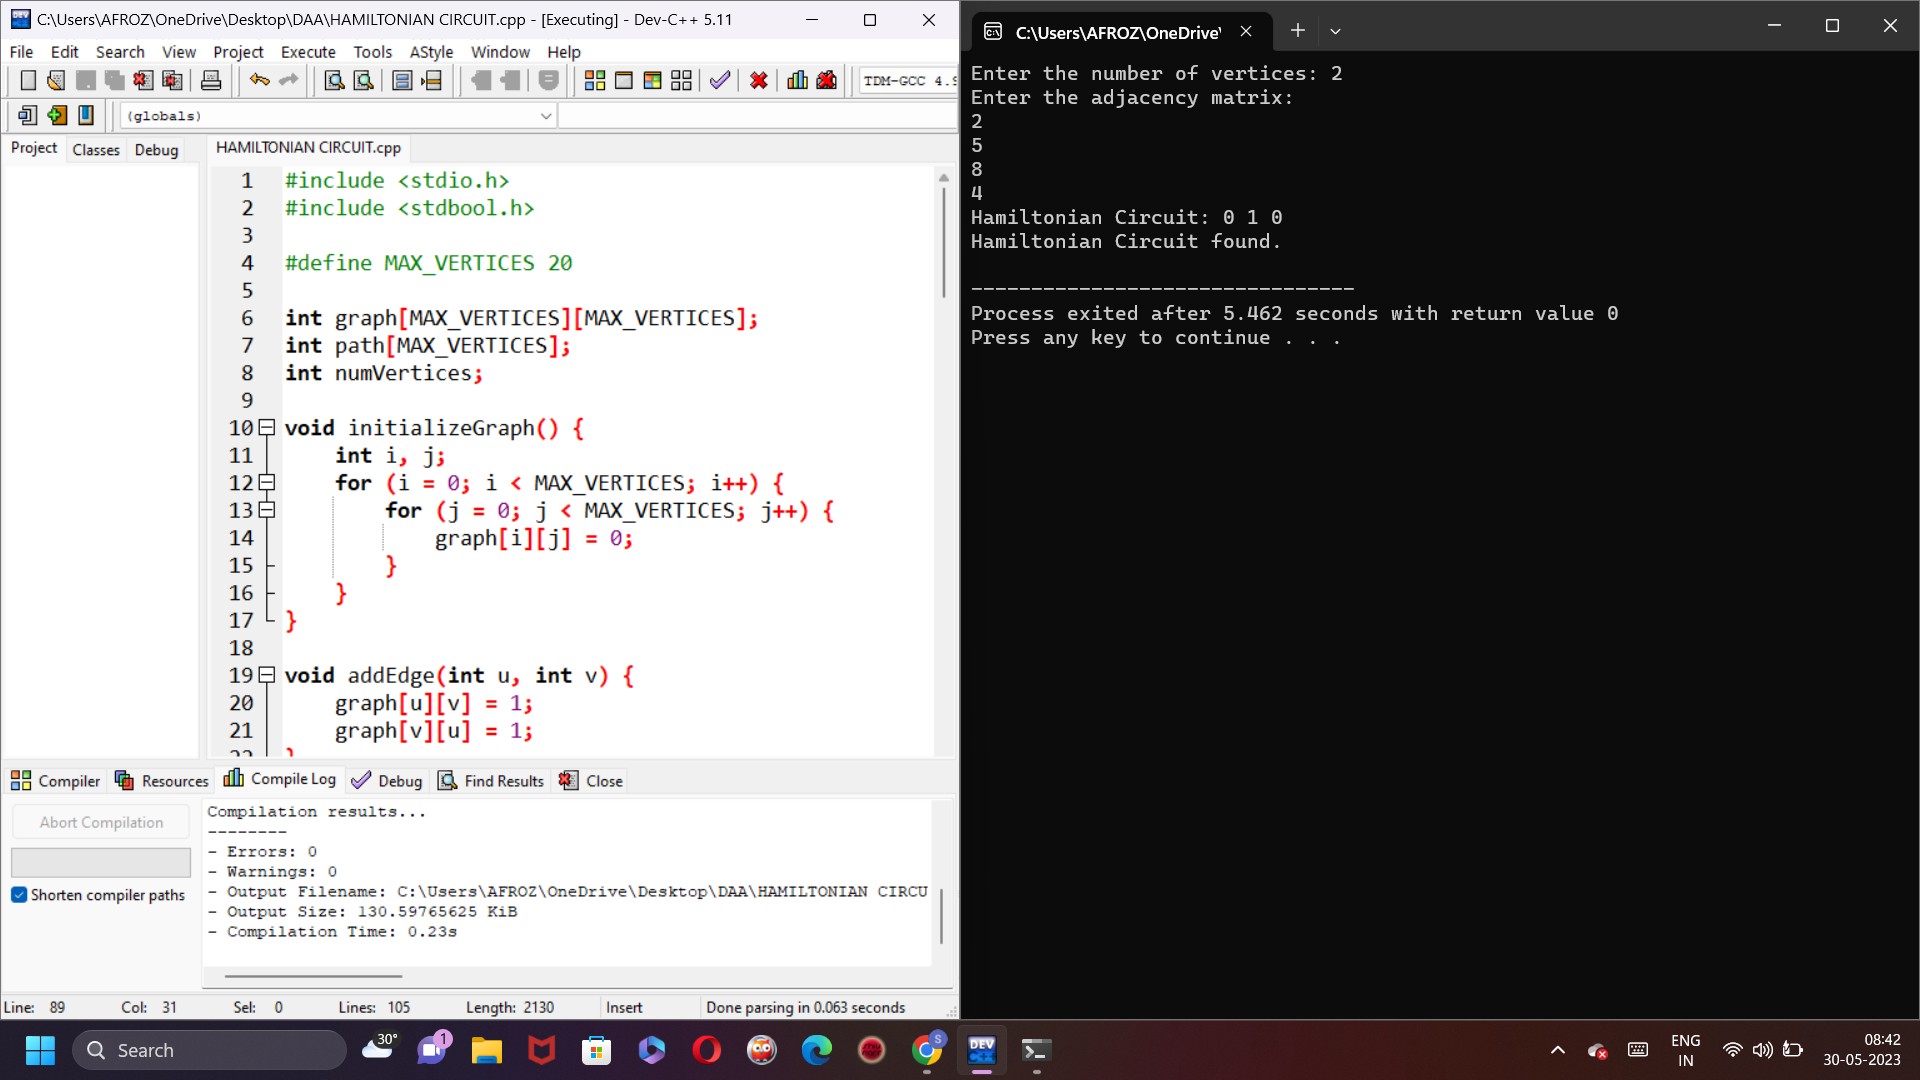 C:\Users\AFROZ\OneDrive\Desktop\DAA\HAMILTONIAN CIRCUIT.cpp - [Executing] - Dev-C++ 5.11
File Edit Search View Project Execute Tools AStyle Window Help
TDM-GCC 4.9
(globals)
Project Classes Debug
HAMILTONIAN CIRCUIT.cpp
1 #include <stdio.h>
2 #include <stdbool.h>
3
4 #define MAX_VERTICES 20
5
6 int graph[MAX_VERTICES][MAX_VERTICES];
7 int path[MAX_VERTICES];
8 int numVertices;
9
10 void initializeGraph() {
11 int i, j;
12 for (i = 0; i < MAX_VERTICES; i++) {
13 for (j = 0; j < MAX_VERTICES; j++) {
14 graph[i][j] = 0;
15 }
16 }
17 }
18
19 void addEdge(int u, int v) {
20 graph[u][v] = 1;
21 graph[v][u] = 1;
22 }
Compiler Resources Compile Log Debug Find Results Close
Abort Compilation
Shorten compiler paths
Compilation results...
--------
- Errors: 0
- Warnings: 0
- Output Filename: C:\Users\AFROZ\OneDrive\Desktop\DAA\HAMILTONIAN CIRCU
- Output Size: 130.59765625 KiB
- Compilation Time: 0.23s
Line: 89 Col: 31 Sel: 0 Lines: 105 Length: 2130 Insert Done parsing in 0.063 seconds
C:\Users\AFROZ\OneDrive\
Enter the number of vertices: 2
Enter the adjacency matrix:
2
5
8
4
Hamiltonian Circuit: 0 1 0
Hamiltonian Circuit found.
--------------------------------
Process exited after 5.462 seconds with return value 0
Press any key to continue . . .
Search
30°
1
S
DEV
C++
ENG
IN
08:42
30-05-2023